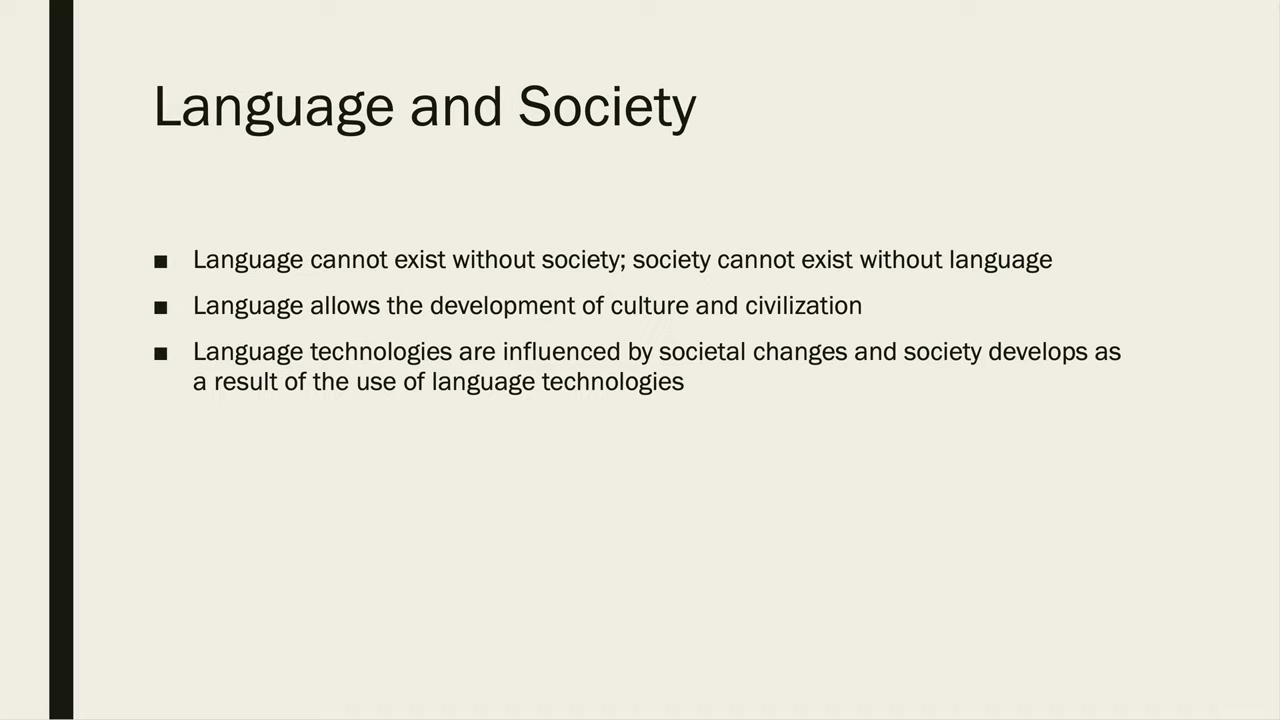 Language and Society
■ Language cannot exist without society; society cannot exist without language
■ Language allows the development of culture and civilization
■ Language technologies are influenced by societal changes and society develops as
a result of the use of language technologies